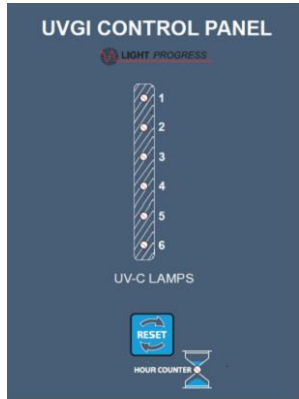 UVGI CONTROL PANEL
LIGHT PROGRESS
1
2
3
4
5
6
UV-C LAMPS
RESET
HOUR COUNTER